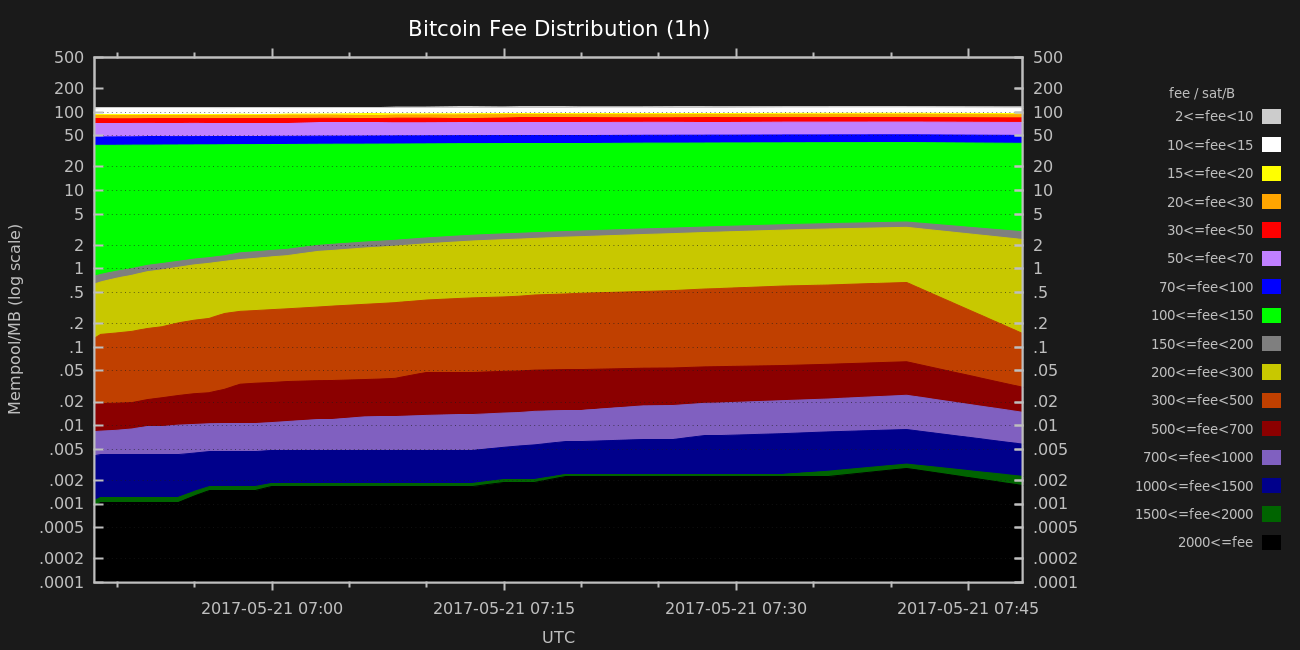 Bitcoin Fee Distribution (1h)
500
200
100
50
20
10
5
2
1
.5
.2
.1
.05
.02
.01
.005
.002
.001
.0005
.0002
.0001
Mempool/MB (log scale)
500
200
100
50
20
10
5
2
1
.5
.2
.1
.05
.02
.01
.005
.002
.001
.0005
.0002
.0001
2017-05-21 07:00
2017-05-21 07:15
2017-05-21 07:30
2017-05-21 07:45
UTC
fee / sat/B
2<=fee<10
10<=fee<15
15<=fee<20
20<=fee<30
30<=fee<50
50<=fee<70
70<=fee<100
100<=fee<150
150<=fee<200
200<=fee<300
300<=fee<500
500<=fee<700
700<=fee<1000
1000<=fee<1500
1500<=fee<2000
2000<=fee